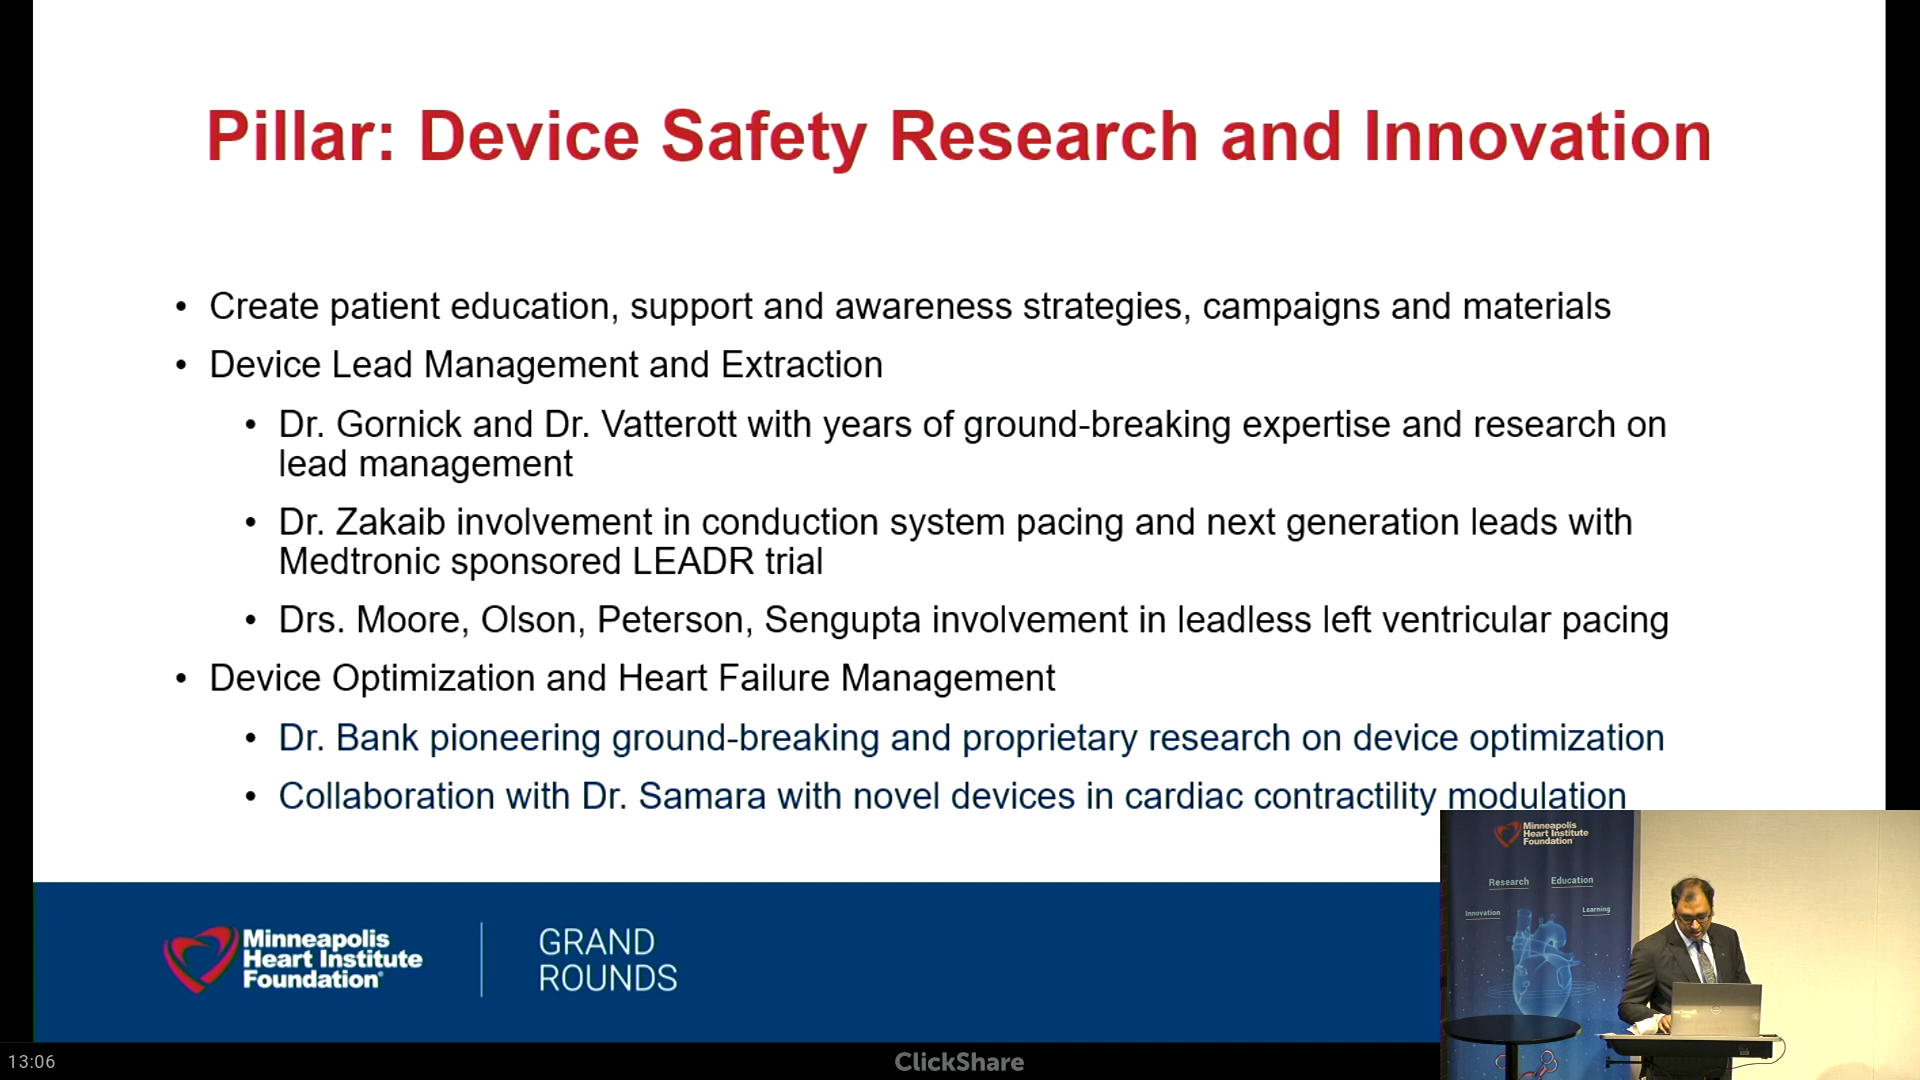 Pillar: Device Safety Research and Innovation
• Create patient education, support and awareness strategies, campaigns and materials
• Device Lead Management and Extraction
• Dr. Gornick and Dr. Vatterott with years of ground-breaking expertise and research on
lead management
• Dr. Zakaib involvement in conduction system pacing and next generation leads with
Medtronic sponsored LEADR trial
• Drs. Moore, Olson, Peterson, Sengupta involvement in leadless left ventricular pacing
• Device Optimization and Heart Failure Management
• Dr. Bank pioneering ground-breaking and proprietary research on device optimization
• Collaboration with Dr. Samara with novel devices in cardiac contractility modulation
Minneapolis
Heart Institute
Foundation®
GRAND
ROUNDS
Minneapolis
Heart Institute
Foundation
Research Education
Innovation Learning
13:06
ClickShare